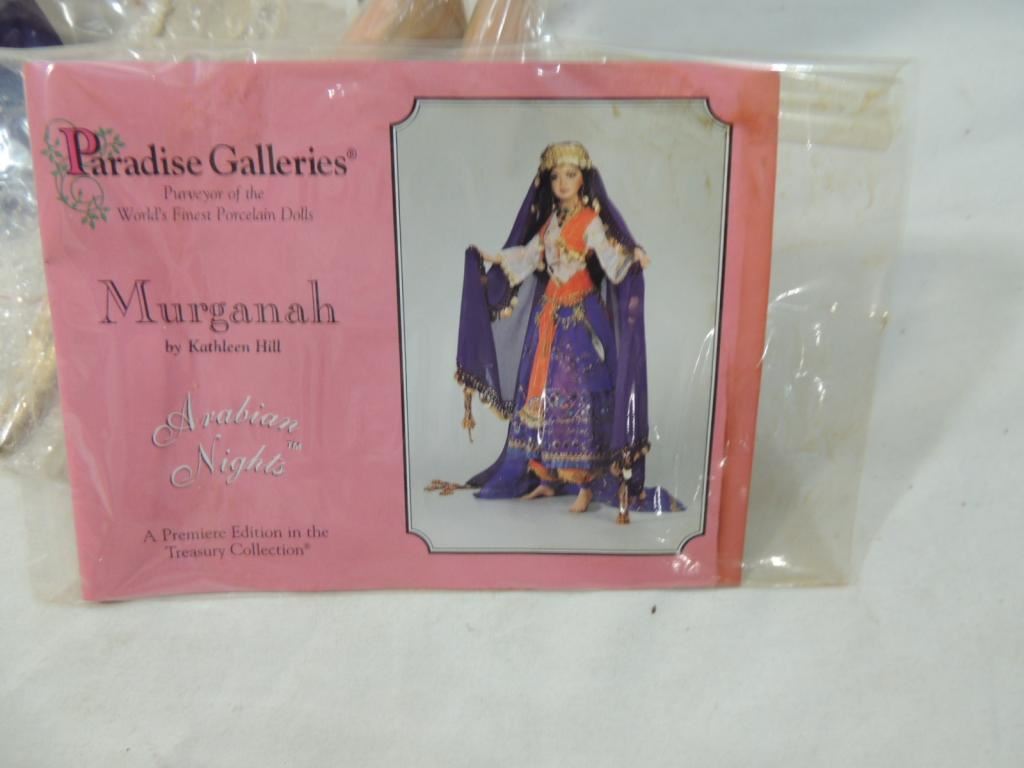 Paradise Galleries®
Purveyor of the
World's Finest Porcelain Dolls
Murganah
by Kathleen Hill
Arabian
Nights™
A Premiere Edition in the
Treasury Collection®